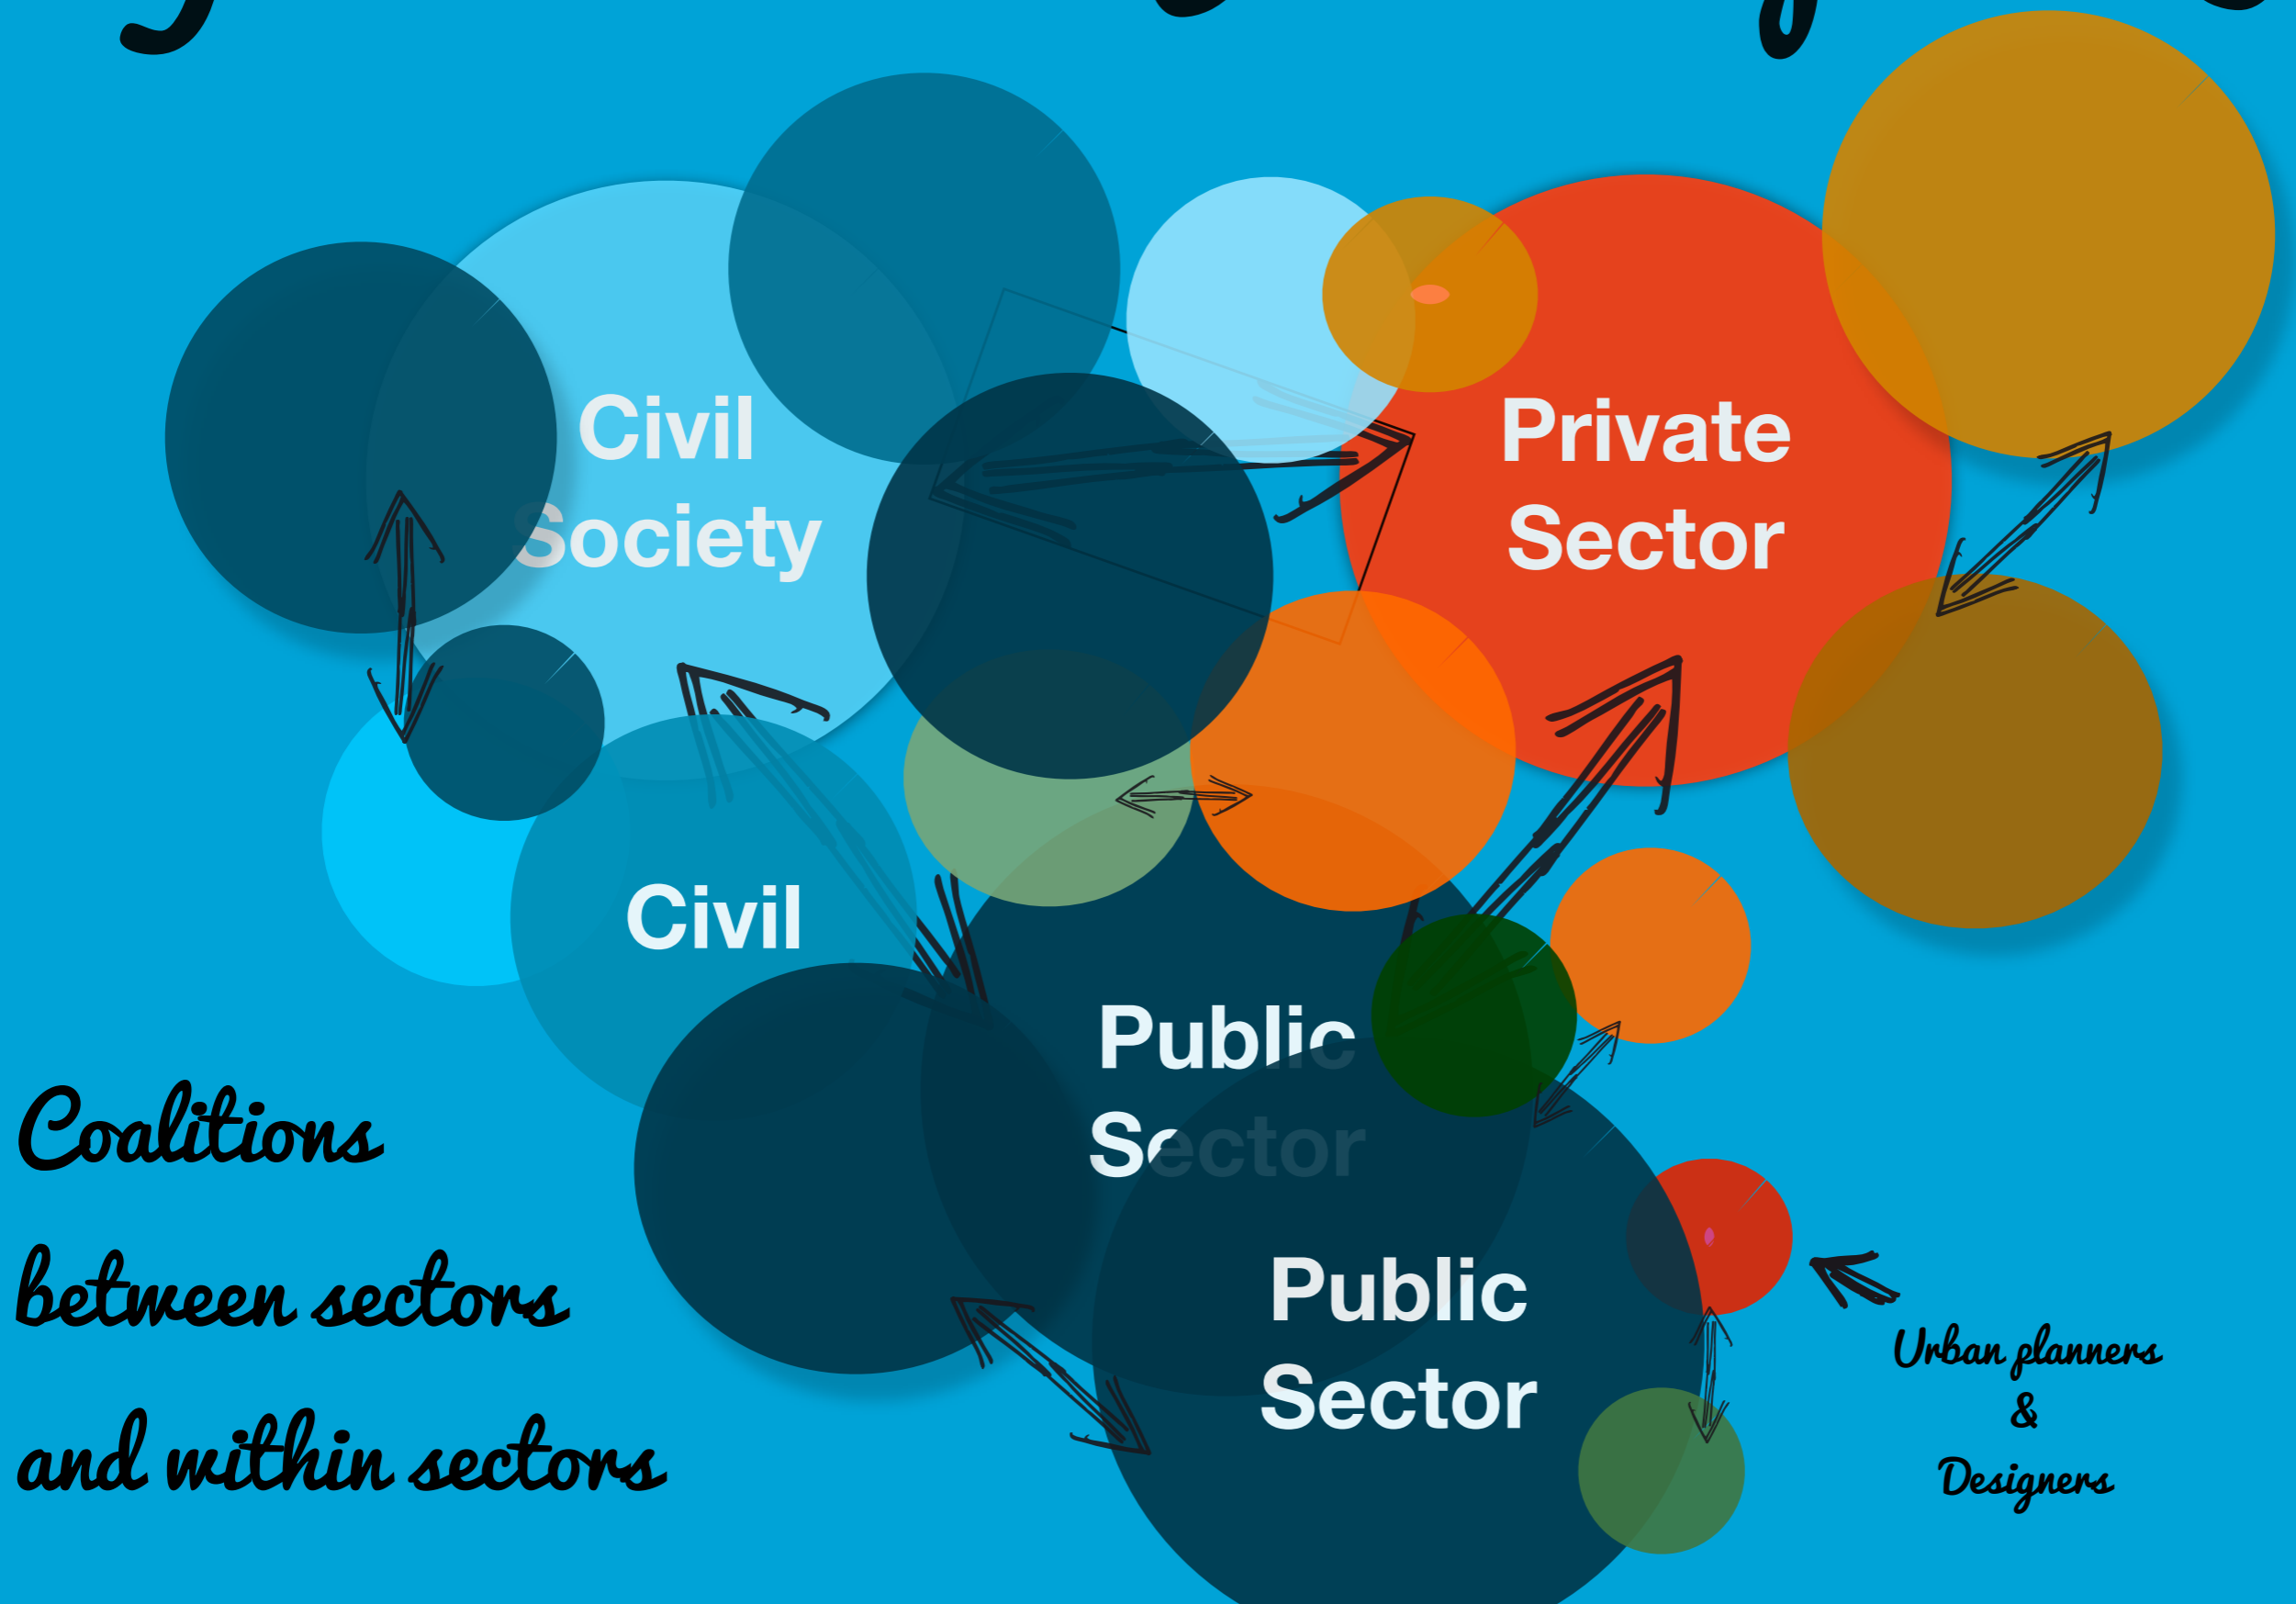 Civil
Society
Private
Sector
Civil
Public
Sector
Public
Sector
Coalitions
between sectors
and within sectors
Urban planners
&
Designers